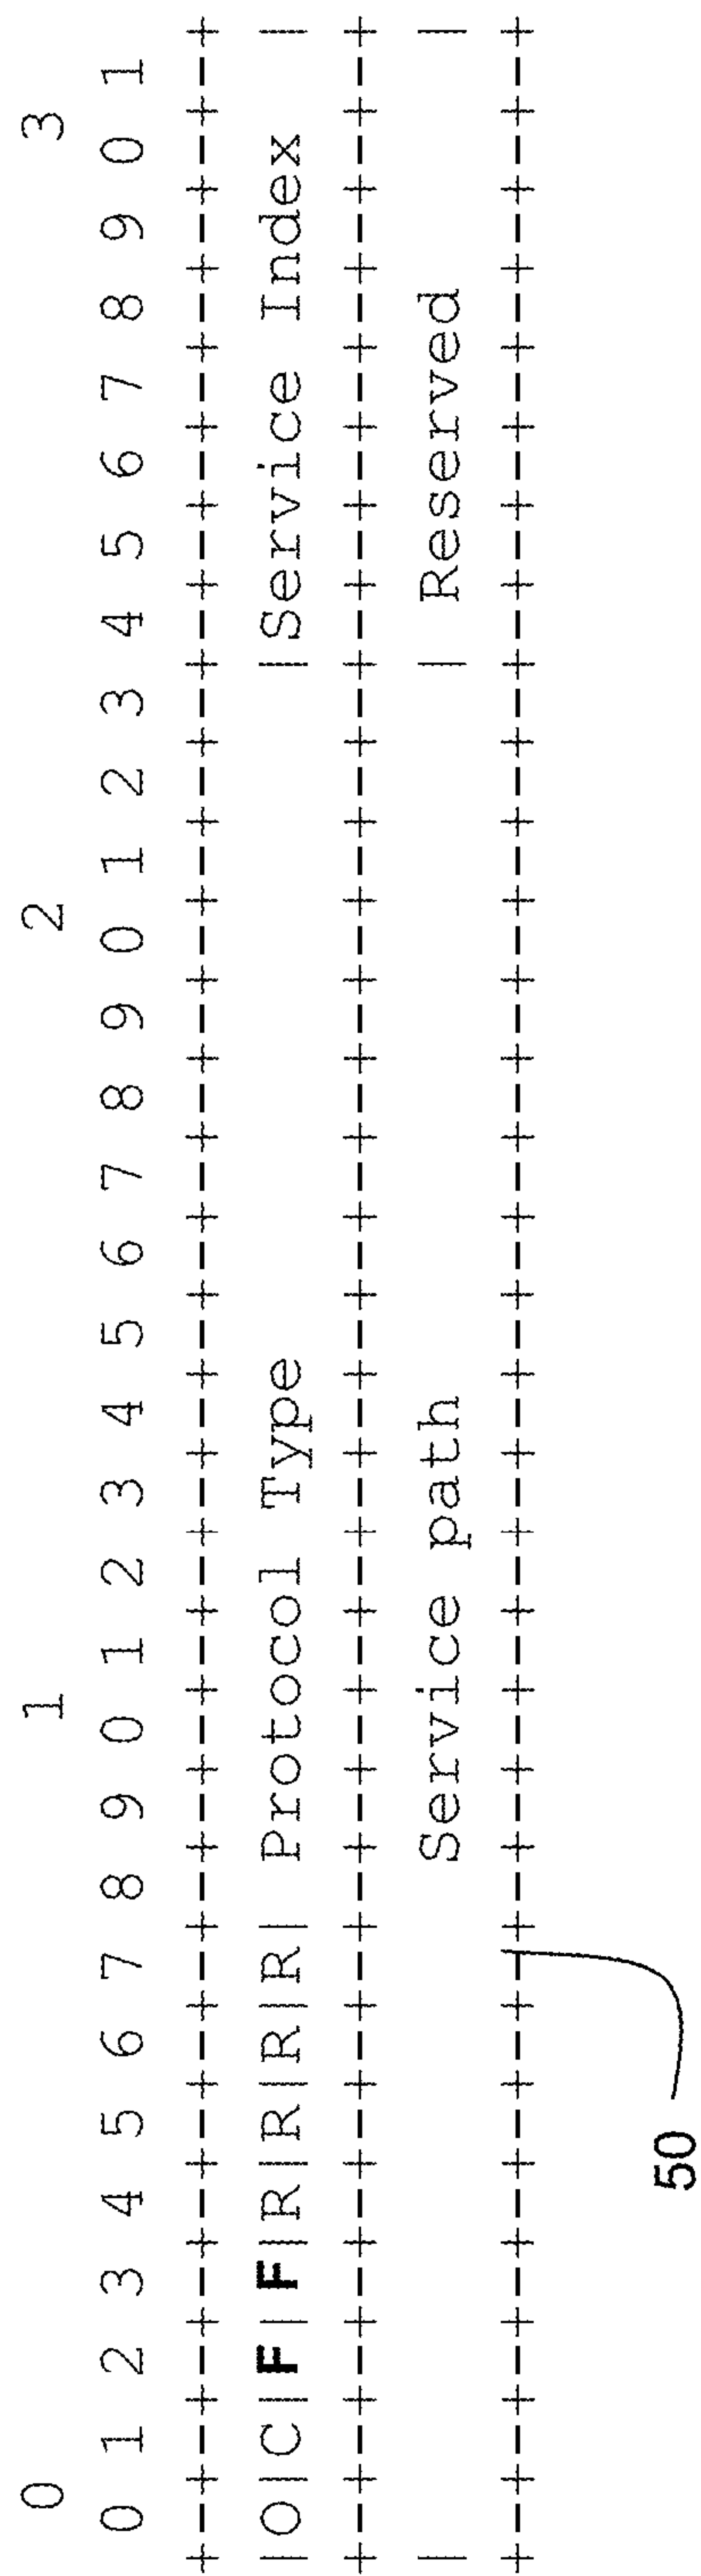 0                   1                   2                   3
 0 1 2 3 4 5 6 7 8 9 0 1 2 3 4 5 6 7 8 9 0 1 2 3 4 5 6 7 8 9 0 1
+-+-+-+-+-+-+-+-+-+-+-+-+-+-+-+-+-+-+-+-+-+-+-+-+-+-+-+-+-+-+-+-+
|O|C|F|F|R|R|R|R| Protocol Type                 |Service Index  |
+-+-+-+-+-+-+-+-+-+-+-+-+-+-+-+-+-+-+-+-+-+-+-+-+-+-+-+-+-+-+-+-+
|                 Service path                  | Reserved      |
+-+-+-+-+-+-+-+-+-+-+-+-+-+-+-+-+-+-+-+-+-+-+-+-+-+-+-+-+-+-+-+-+
50